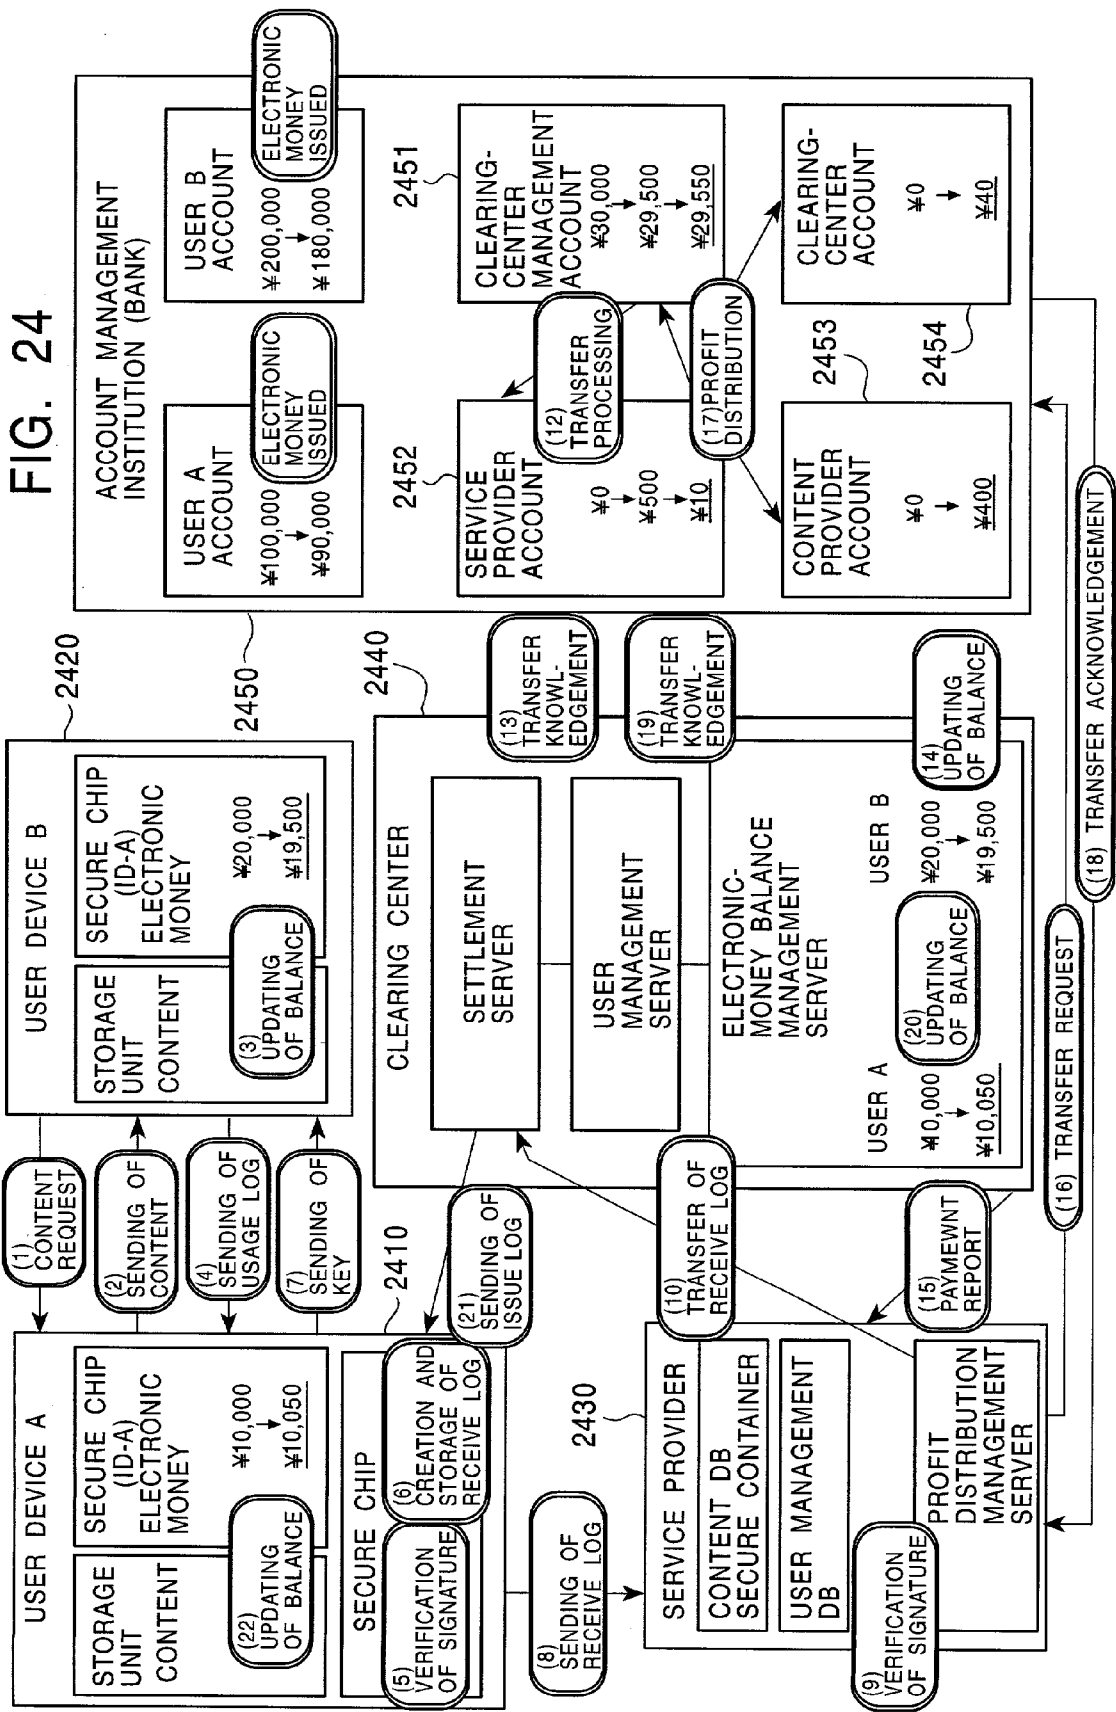 FIG. 24
USER DEVICE A
STORAGE
UNIT
CONTENT
SECURE CHIP
(ID-A)
ELECTRONIC
MONEY
¥10,000
¥10,050
(22)
UPDATING
OF BALANCE
SECURE CHIP
(5)
VERIFICATION
OF SIGNATURE
(6)
CREATION AND
STORAGE OF
RECEIVE LOG
2410
(1)
CONTENT
REQUEST
(2)
SENDING OF
CONTENT
(4)
SENDING OF
USAGE LOG
(7)
SENDING OF
KEY
USER DEVICE B
2420
STORAGE
UNIT
CONTENT
SECURE CHIP
(ID-A)
ELECTRONIC
MONEY
¥20,000
¥19,500
(3)
UPDATING
OF BALANCE
(21)
SENDING OF
ISSUE LOG
(8)
SENDING OF
RECEIVE LOG
2430
SERVICE PROVIDER
CONTENT DB
SECURE CONTAINER
USER MANAGEMENT
DB
PROFIT
DISTRIBUTION
MANAGEMENT
SERVER
(9)
VERIFICATION
OF SIGNATURE
(10)
TRANSFER OF
RECEIVE LOG
(15)
PAYMEWNT
REPORT
2440
CLEARING CENTER
SETTLEMENT
SERVER
USER
MANAGEMENT
SERVER
ELECTRONIC-
MONEY BALANCE
MANAGEMENT
SERVER
USER A
¥10,000
¥10,050
(20)
UPDATING
OF BALANCE
USER B
¥20,000
¥19,500
(14)
UPDATING
OF BALANCE
(13)
TRANSFER
KNOWL-
EDGEMENT
(19)
TRANSFER
KNOWL-
EDGEMENT
2450
ACCOUNT MANAGEMENT
INSTITUTION (BANK)
USER A
ACCOUNT
¥100,000
¥90,000
ELECTRONIC
MONEY
ISSUED
USER B
ACCOUNT
¥200,000
¥180,000
ELECTRONIC
MONEY
ISSUED
2452
SERVICE
PROVIDER
ACCOUNT
¥0
¥500
¥10
(12)
TRANSFER
PROCESSING
2451
CLEARING-
CENTER
MANAGEMENT
ACCOUNT
¥30,000
¥29,500
¥29,550
(17)PROFIT
DISTRIBUTION
2453
CONTENT
PROVIDER
ACCOUNT
¥0
¥400
2454
CLEARING-
CENTER
ACCOUNT
¥0
¥40
(16) TRANSFER REQUEST
(18) TRANSFER ACKNOWLEDGEMENT